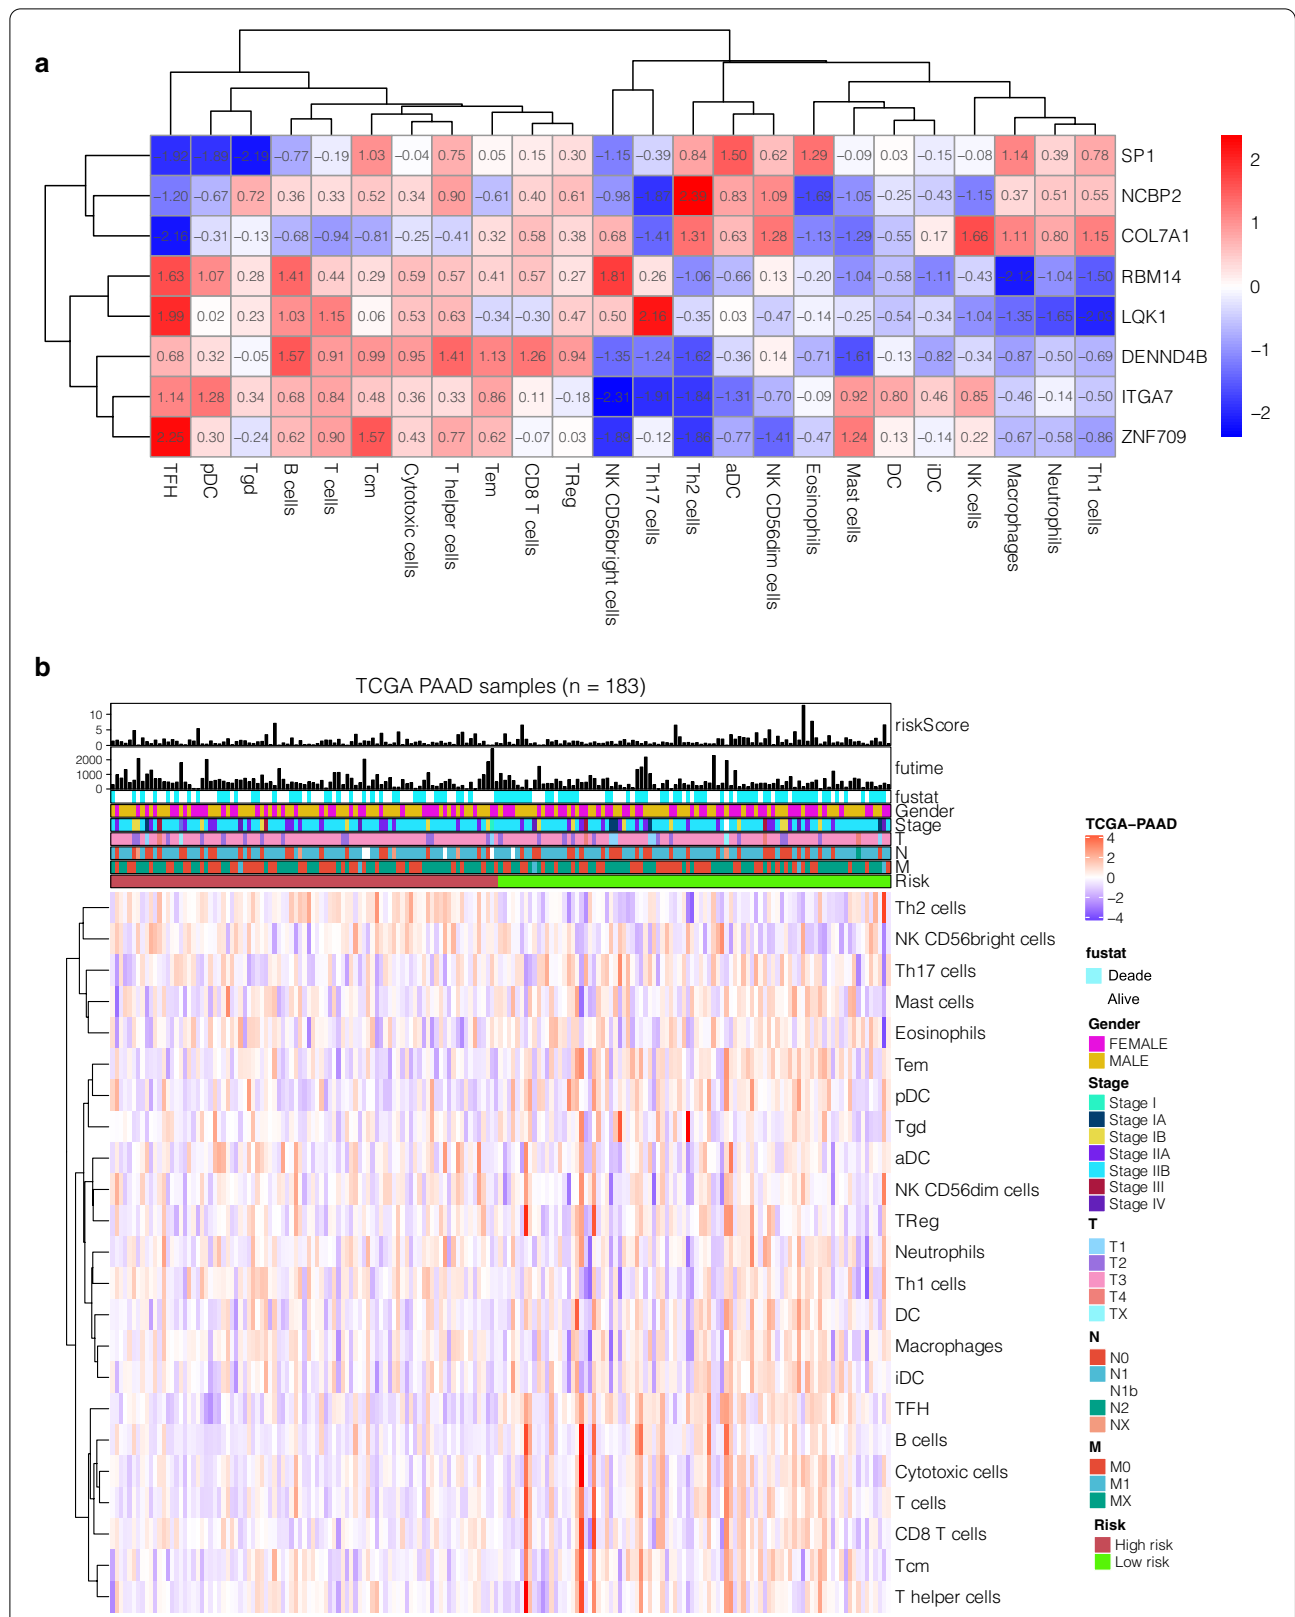 a
-2.19 -0.77 -0.19 1.03 -0.04 0.75 0.05 0.15 0.30 -1.15 -0.39 0.84 1.50 0.62 1.29 -0.09 0.03 -0.15 -0.08 1.14 0.39 0.78 SP1
-1.20 -0.67 0.72 0.36 0.33 0.52 0.34 0.90 -0.61 0.40 0.61 -0.98 0.83 1.09 -1.69 -1.05 -0.25 -0.43 -1.15 0.37 0.51 0.55 NCBP2
-2.16 -0.31 -0.13 -0.68 -0.94 -0.81 -0.25 -0.41 0.32 0.58 0.38 0.68 -1.41 1.31 0.63 1.28 -1.13 -1.29 -0.55 0.17 1.66 1.11 0.80 1.15 COL7A1
1.63 1.07 0.28 1.41 0.44 0.29 0.59 0.57 0.41 0.57 0.27 1.81 0.26 -1.06 -0.66 0.13 -0.20 -1.04 -0.58 -1.11 -0.43 -2.12 -1.04 -1.50 RBM14
1.99 0.02 0.23 1.03 1.15 0.06 0.53 0.63 -0.34 -0.30 0.47 0.50 2.16 -0.35 0.03 -0.47 -0.14 -0.25 -0.54 -0.34 -1.04 -1.35 -1.65 LQK1
0.68 0.32 -0.05 1.57 0.91 0.99 0.95 1.41 1.13 1.26 0.94 -1.35 -1.24 -1.62 -0.36 0.14 -0.71 -1.61 -0.13 -0.82 -0.34 -0.87 -0.50 -0.69 DENND4B
1.14 1.28 0.34 0.68 0.84 0.48 0.36 0.33 0.86 0.11 -0.18 -2.31 -1.31 -0.70 -0.09 0.92 0.80 0.46 0.85 -0.46 -0.14 -0.50 ITGA7
2.25 0.30 -0.24 0.62 0.90 1.57 0.43 0.77 0.62 -0.07 0.03 -0.12 -0.77 -1.41 -0.47 1.24 0.13 -0.14 0.22 -0.67 -0.58 -0.86 ZNF709
2
1
0
−1
−2
TFH
pDC
Tgd
B cells
T cells
Tcm
Cytotoxic cells
T helper cells
Tem
CD8 T cells
TReg
NK CD56bright cells
Th17 cells
Th2 cells
aDC
NK CD56dim cells
Eosinophils
Mast cells
DC
iDC
NK cells
Macrophages
Neutrophils
Th1 cells
b
TCGA PAAD samples (n = 183)
10
5
0
riskScore
2000
1000
0
futime
fustat
Gender
Stage
T
N
M
Risk
Th2 cells
NK CD56bright cells
Th17 cells
Mast cells
Eosinophils
Tem
pDC
Tgd
aDC
NK CD56dim cells
TReg
Neutrophils
Th1 cells
DC
Macrophages
iDC
TFH
B cells
Cytotoxic cells
T cells
CD8 T cells
Tcm
T helper cells
TCGA−PAAD
4
2
0
−2
−4
fustat
Deade
Alive
Gender
FEMALE
MALE
Stage
Stage I
Stage IA
Stage IB
Stage IIA
Stage IIB
Stage III
Stage IV
T
T1
T2
T3
T4
TX
N
N0
N1
N1b
N2
NX
M
M0
M1
MX
Risk
High risk
Low risk